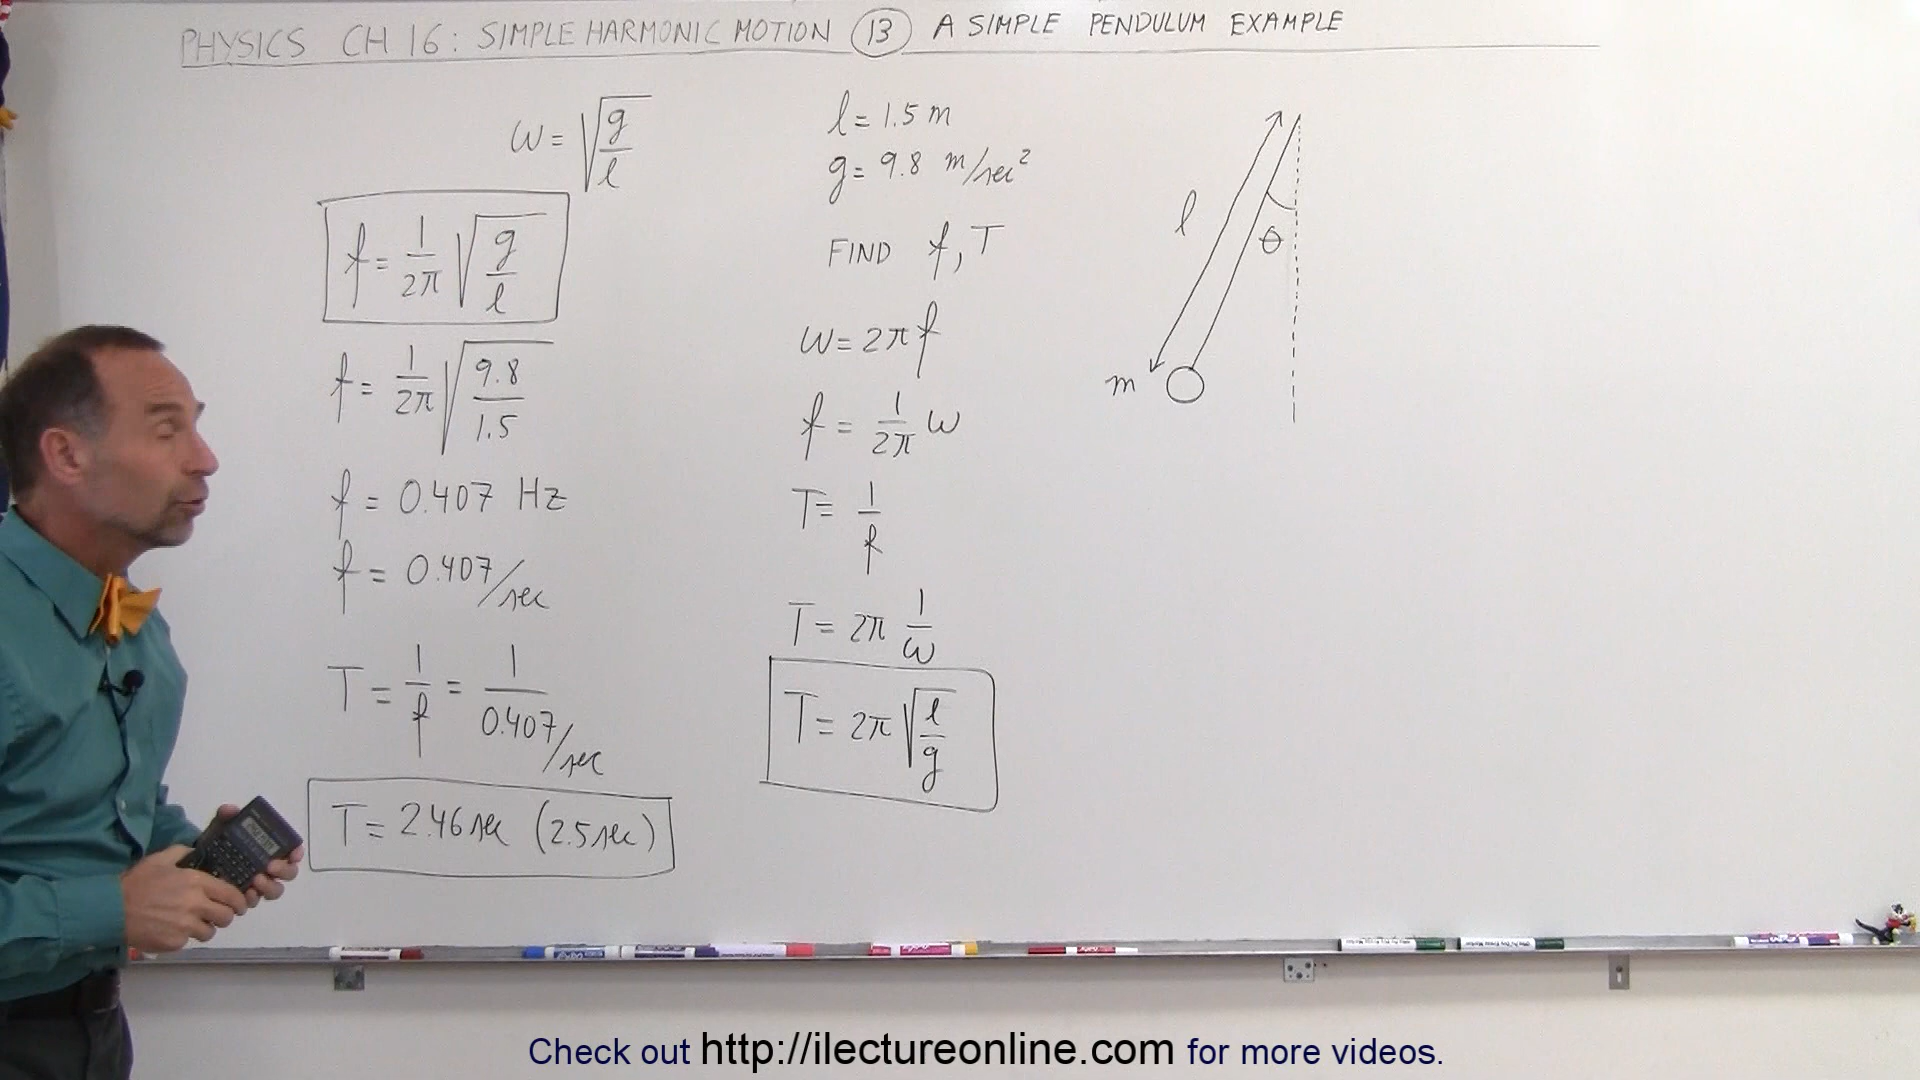 PHYSICS CH 16: SIMPLE HARMONIC MOTION 13 A SIMPLE PENDULUM EXAMPLE
ω = √(g/l)
f = 1/2π √(g/l)
f = 1/2π √(9.8/1.5)
f = 0.407 Hz
f = 0.407/sec
T = 1/f = 1/(0.407/sec)
T = 2.46 sec (2.5 sec)
l = 1.5 m
g = 9.8 m/sec²
FIND f, T
ω = 2π f
f = 1/2π ω
T = 1/f
T = 2π 1/ω
T = 2π √(l/g)
l
θ
m
Check out http://ilectureonline.com for more videos.